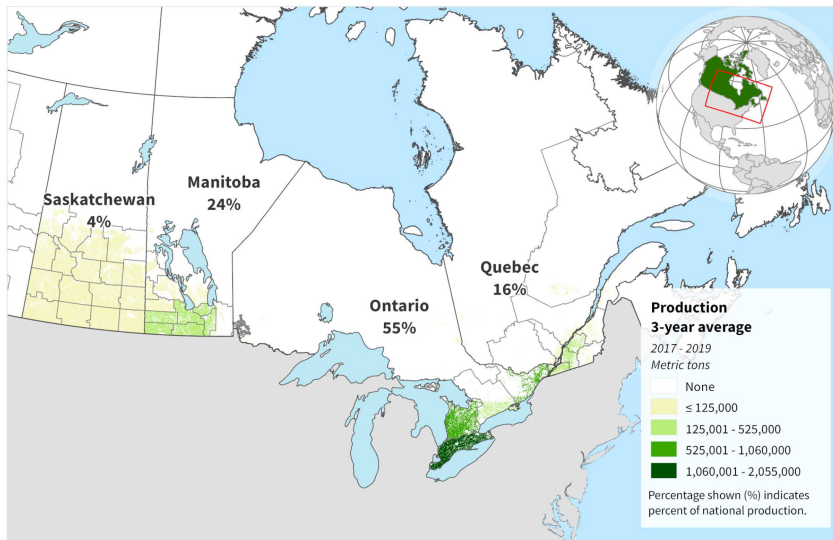 Manitoba
24%
Saskatchewan
4%
Quebec
16%
Ontario
55%
Production
3-year average
2017 - 2019
Metric tons
None
≤ 125,000
125,001 - 525,000
525,001 - 1,060,000
1,060,001 - 2,055,000
Percentage shown (%) indicates
percent of national production.